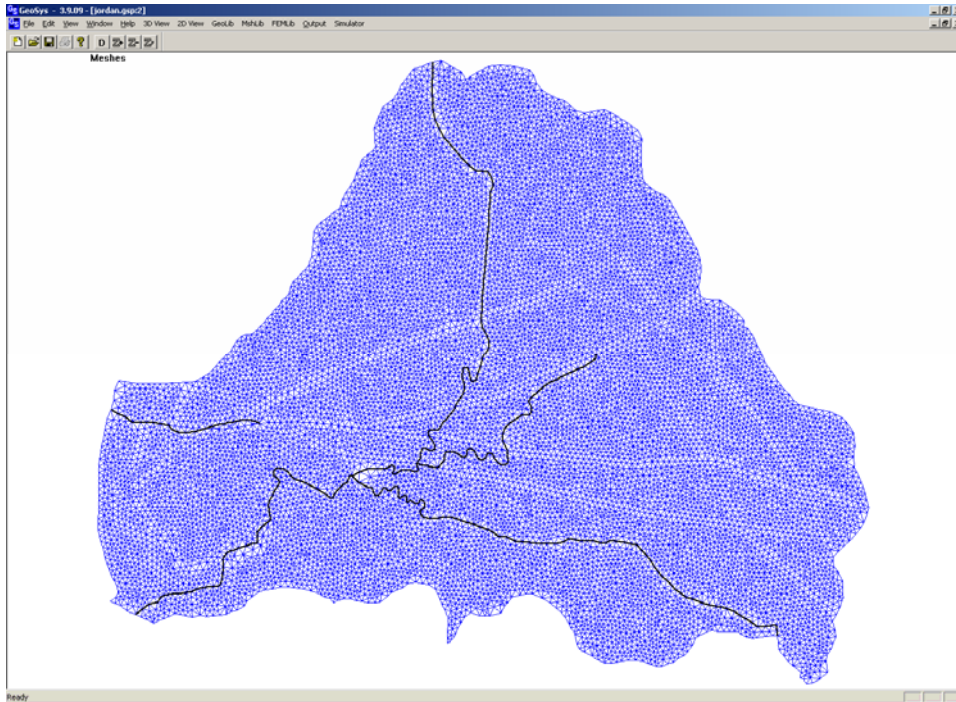 GeoSys - 3.9.09 - [jordan.gsp:2]
File Edit View Window Help 3D View 2D View GeoLib MshLib FEMLib Output Simulator
D
Meshes
Ready